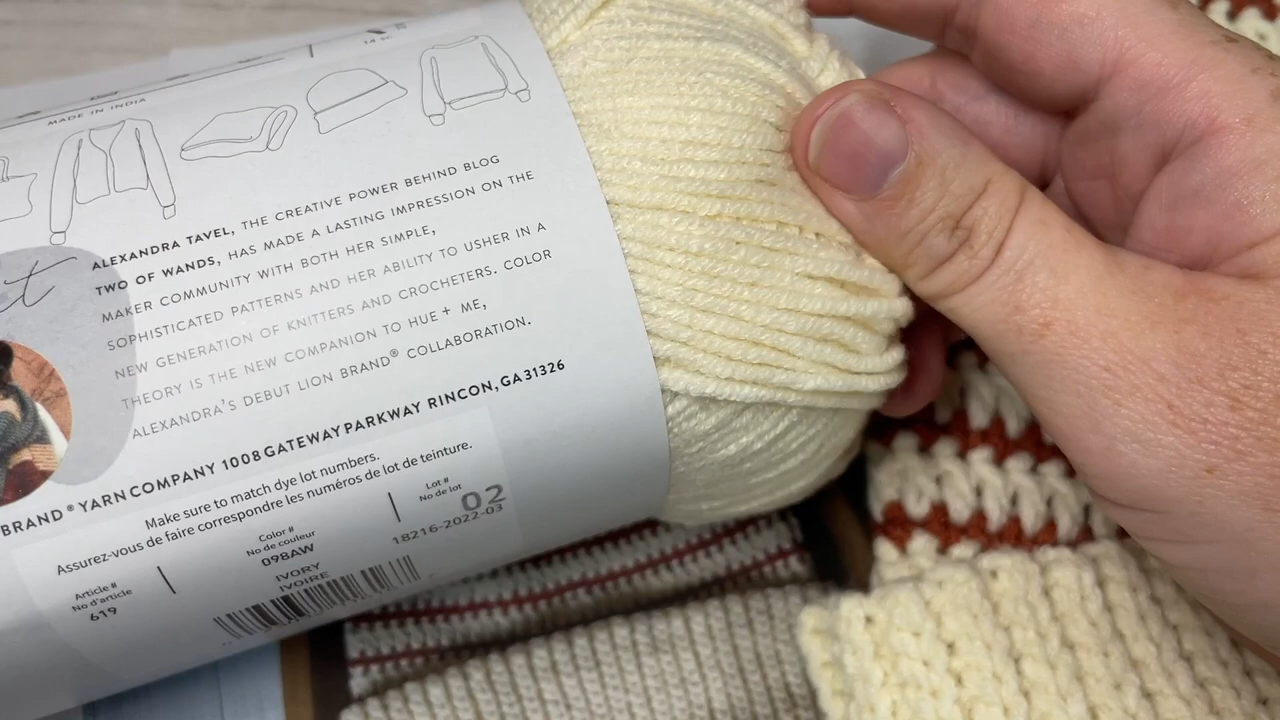 MADE IN INDIA
ALEXANDRA TAVEL, THE CREATIVE POWER BEHIND BLOG
TWO OF WANDS, HAS MADE A LASTING IMPRESSION ON THE
MAKER COMMUNITY WITH BOTH HER SIMPLE,
SOPHISTICATED PATTERNS AND HER ABILITY TO USHER IN A
NEW GENERATION OF KNITTERS AND CROCHETERS. COLOR
THEORY IS THE NEW COMPANION TO HUE + ME,
ALEXANDRA'S DEBUT LION BRAND® COLLABORATION.
BRAND® YARN COMPANY 1008 GATEWAY PARKWAY RINCON, GA 31326
Make sure to match dye lot numbers.
Assurez-vous de faire correspondre les numéros de lot de teinture.
Article #
No d'article
619
Color #
No de couleur
098AW
IVORY
IVOIRE
Lot #
No de lot
02
18216-2022-03